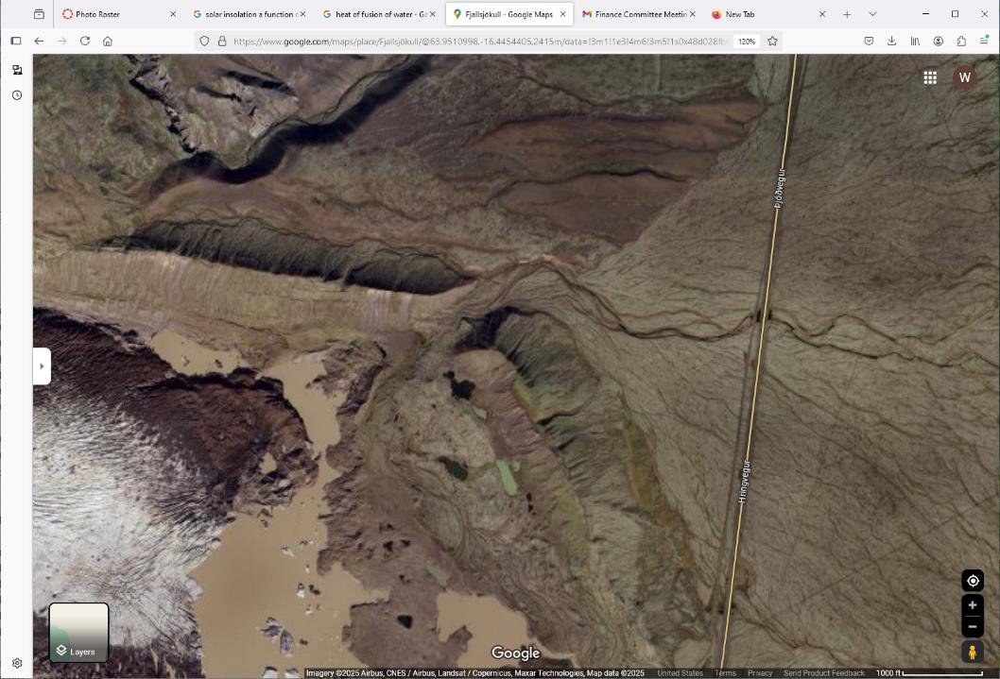 Photo Roster
solar insolation a function c
heat of fusion of water - Go
Fjallsjökull - Google Maps
Finance Committee Meetin
New Tab
https://www.google.com/maps/place/Fjallsjökull/@63.9510998,-16.4454405,2415m/data=!3m1!1e3!4m6!3m5!1s0x48d028fb
120%
W
Þjóðvegur
Hringvegur
Layers
Google
Imagery ©2025 Airbus, CNES / Airbus, Landsat / Copernicus, Maxar Technologies, Map data ©2025 United States Terms Privacy Send Product Feedback 1000 ft